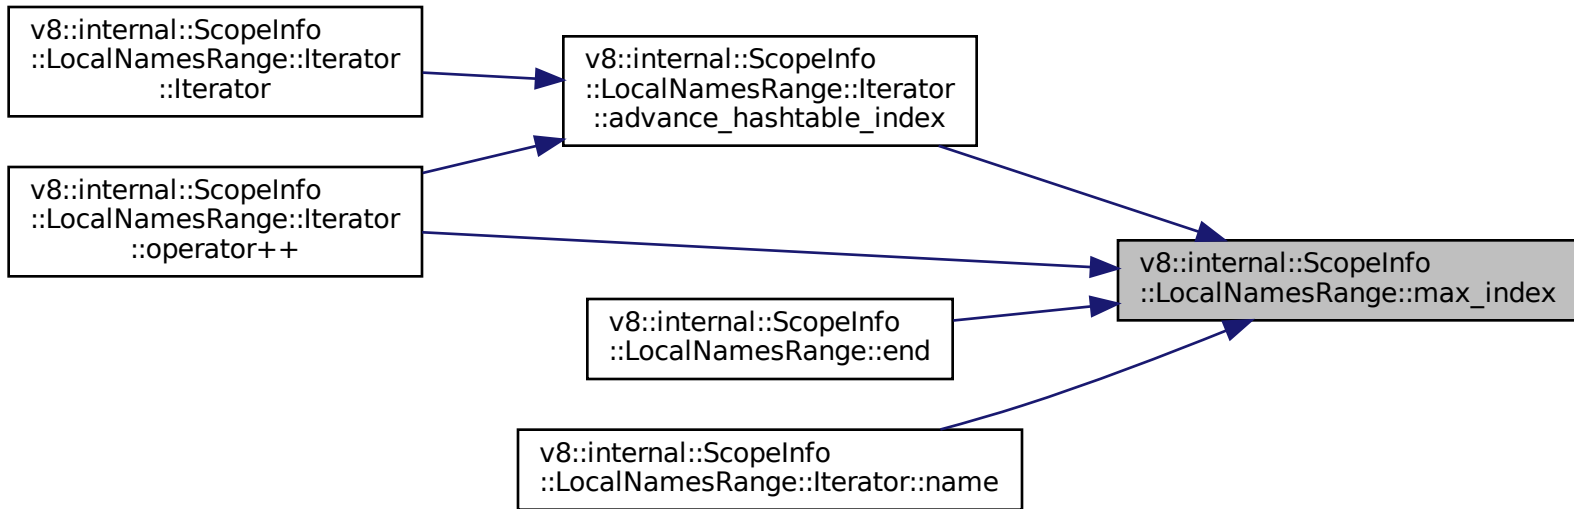 v8::internal::ScopeInfo
::LocalNamesRange::Iterator
::Iterator
v8::internal::ScopeInfo
::LocalNamesRange::Iterator
::advance_hashtable_index
v8::internal::ScopeInfo
::LocalNamesRange::Iterator
::operator++
v8::internal::ScopeInfo
::LocalNamesRange::max_index
v8::internal::ScopeInfo
::LocalNamesRange::end
v8::internal::ScopeInfo
::LocalNamesRange::Iterator::name